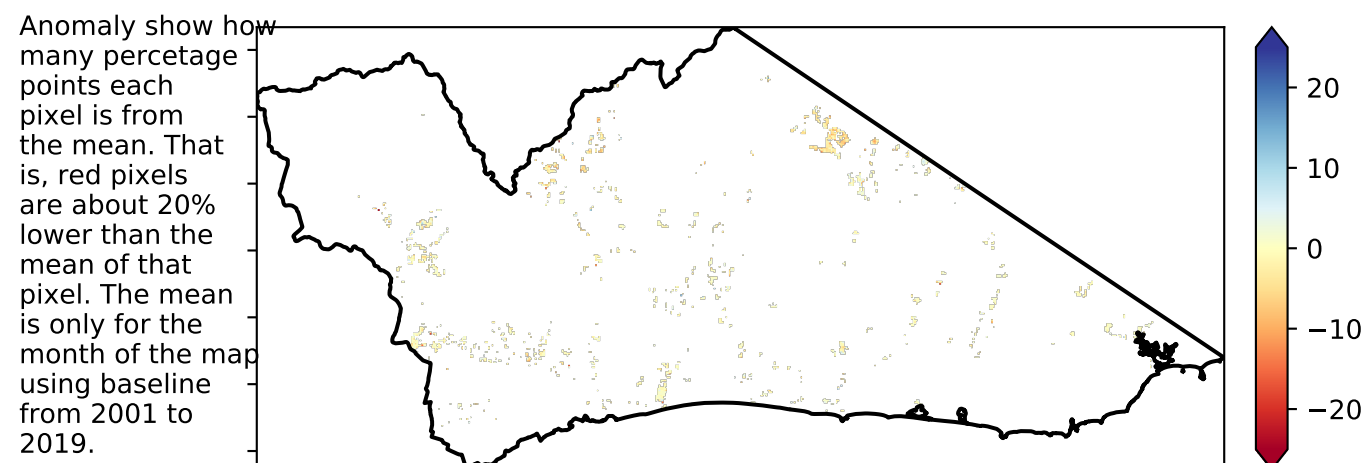 Anomaly show how
many percetage
points each
pixel is from
the mean. That
is, red pixels
are about 20%
lower than the
mean of that
pixel. The mean
is only for the
month of the map
using baseline
from 2001 to
2019.
20
10
0
−10
−20